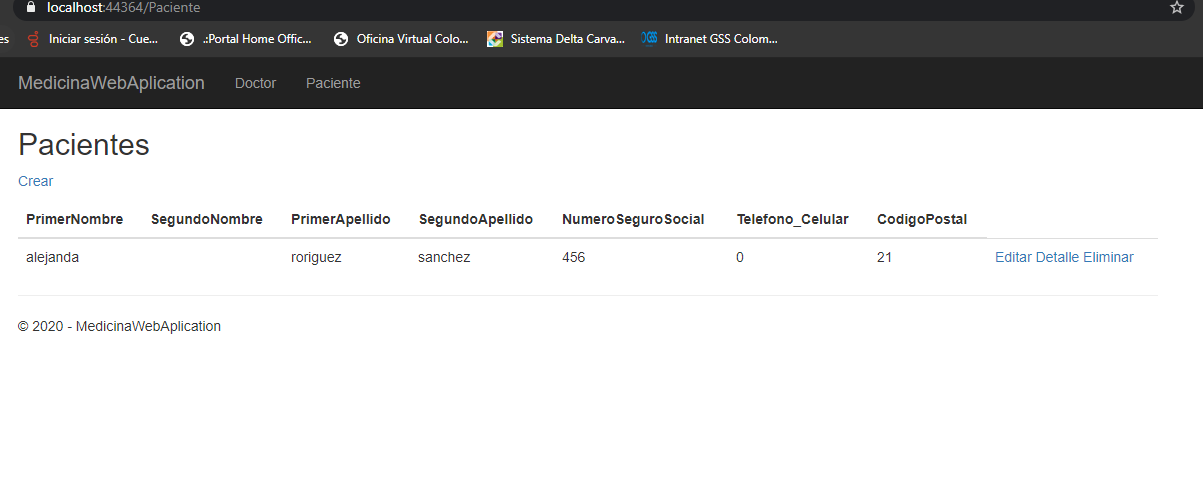 localhost:44364/Paciente
es Iniciar sesión - Cue... .:Portal Home Offic... Oficina Virtual Colo... Sistema Delta Carva... Intranet GSS Colom...
MedicinaWebAplication Doctor Paciente
Pacientes
Crear
PrimerNombre SegundoNombre PrimerApellido SegundoApellido NumeroSeguroSocial Telefono_Celular CodigoPostal
alejanda roriguez sanchez 456 0 21 Editar Detalle Eliminar
© 2020 - MedicinaWebAplication